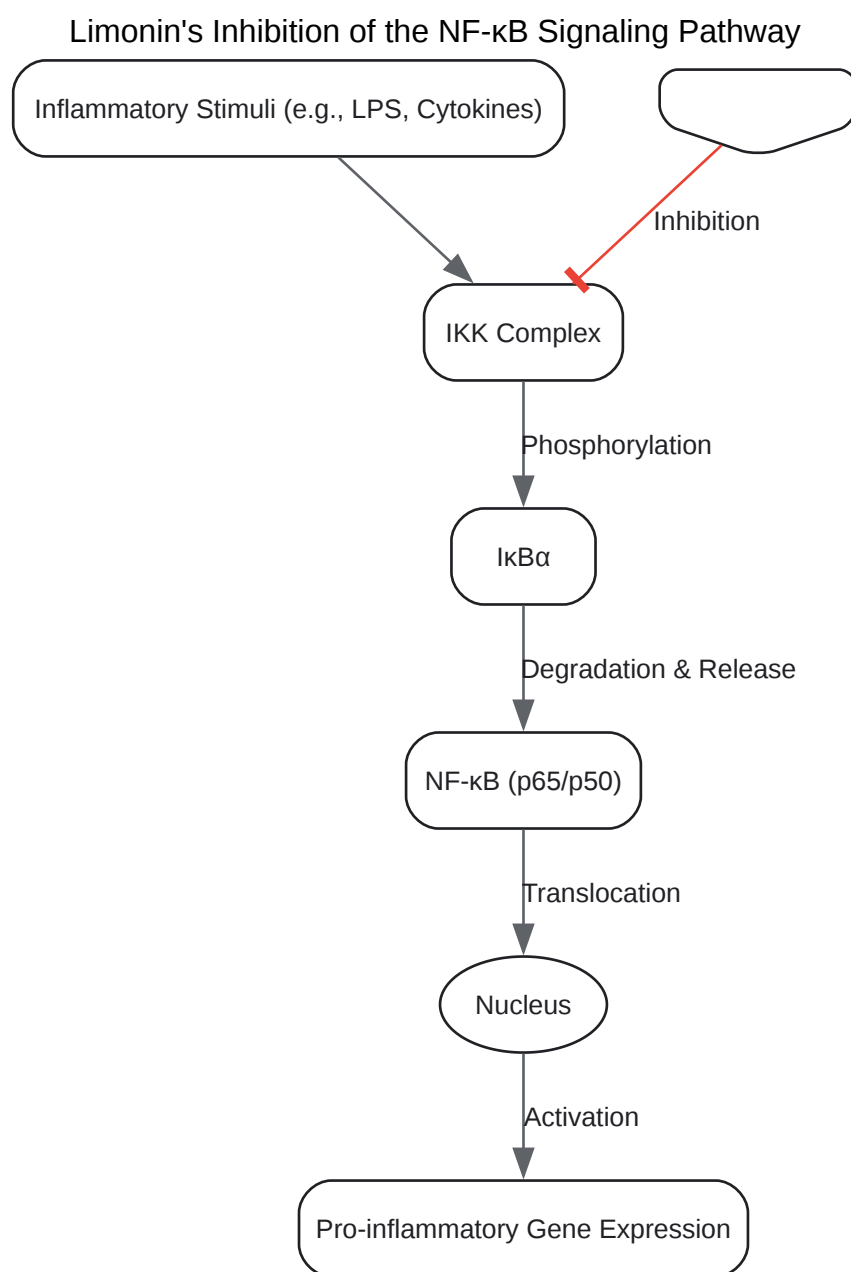 Limonin's Inhibition of the NF-κB Signaling Pathway
Inflammatory Stimuli (e.g., LPS, Cytokines)
Inhibition
IKK Complex
Phosphorylation
IκBα
Degradation & Release
NF-κB (p65/p50)
Translocation
Nucleus
Activation
Pro-inflammatory Gene Expression